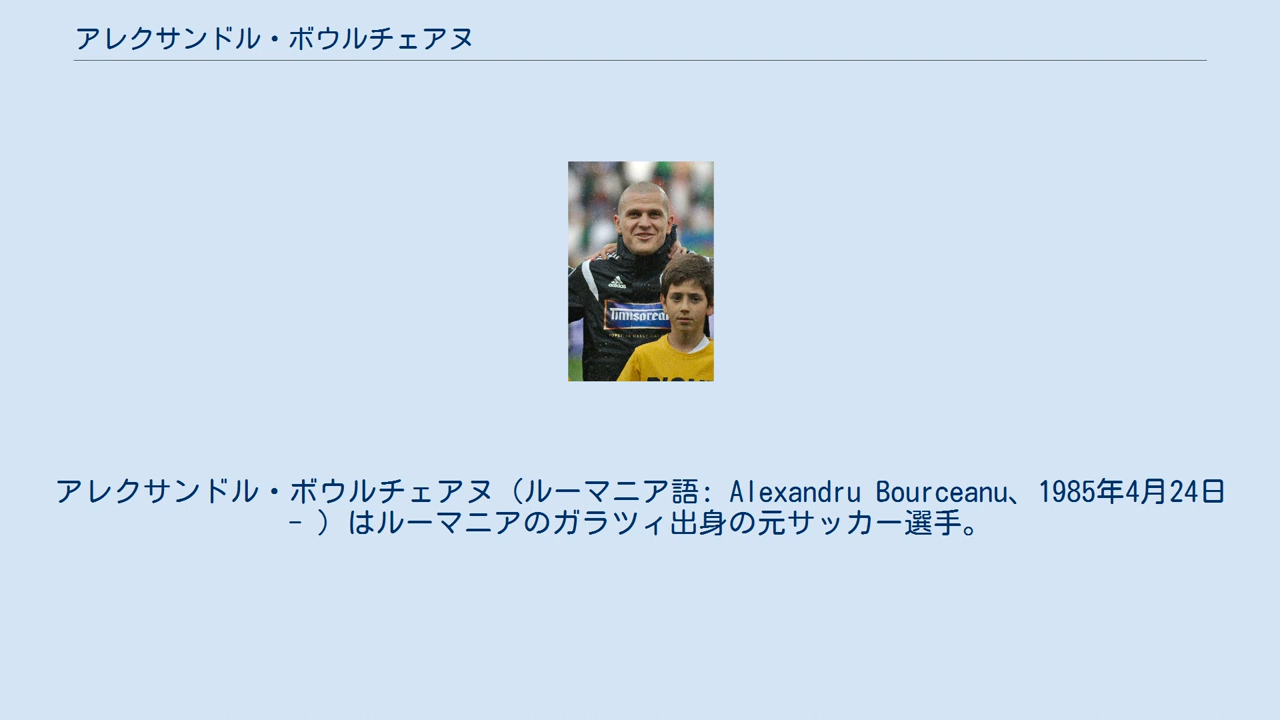 アレクサンドル・ボウルチェアヌ
adidas
アレクサンドル・ボウルチェアヌ（ルーマニア語: Alexandru Bourceanu、1985年4月24日
- ）はルーマニアのガラツィ出身の元サッカー選手。